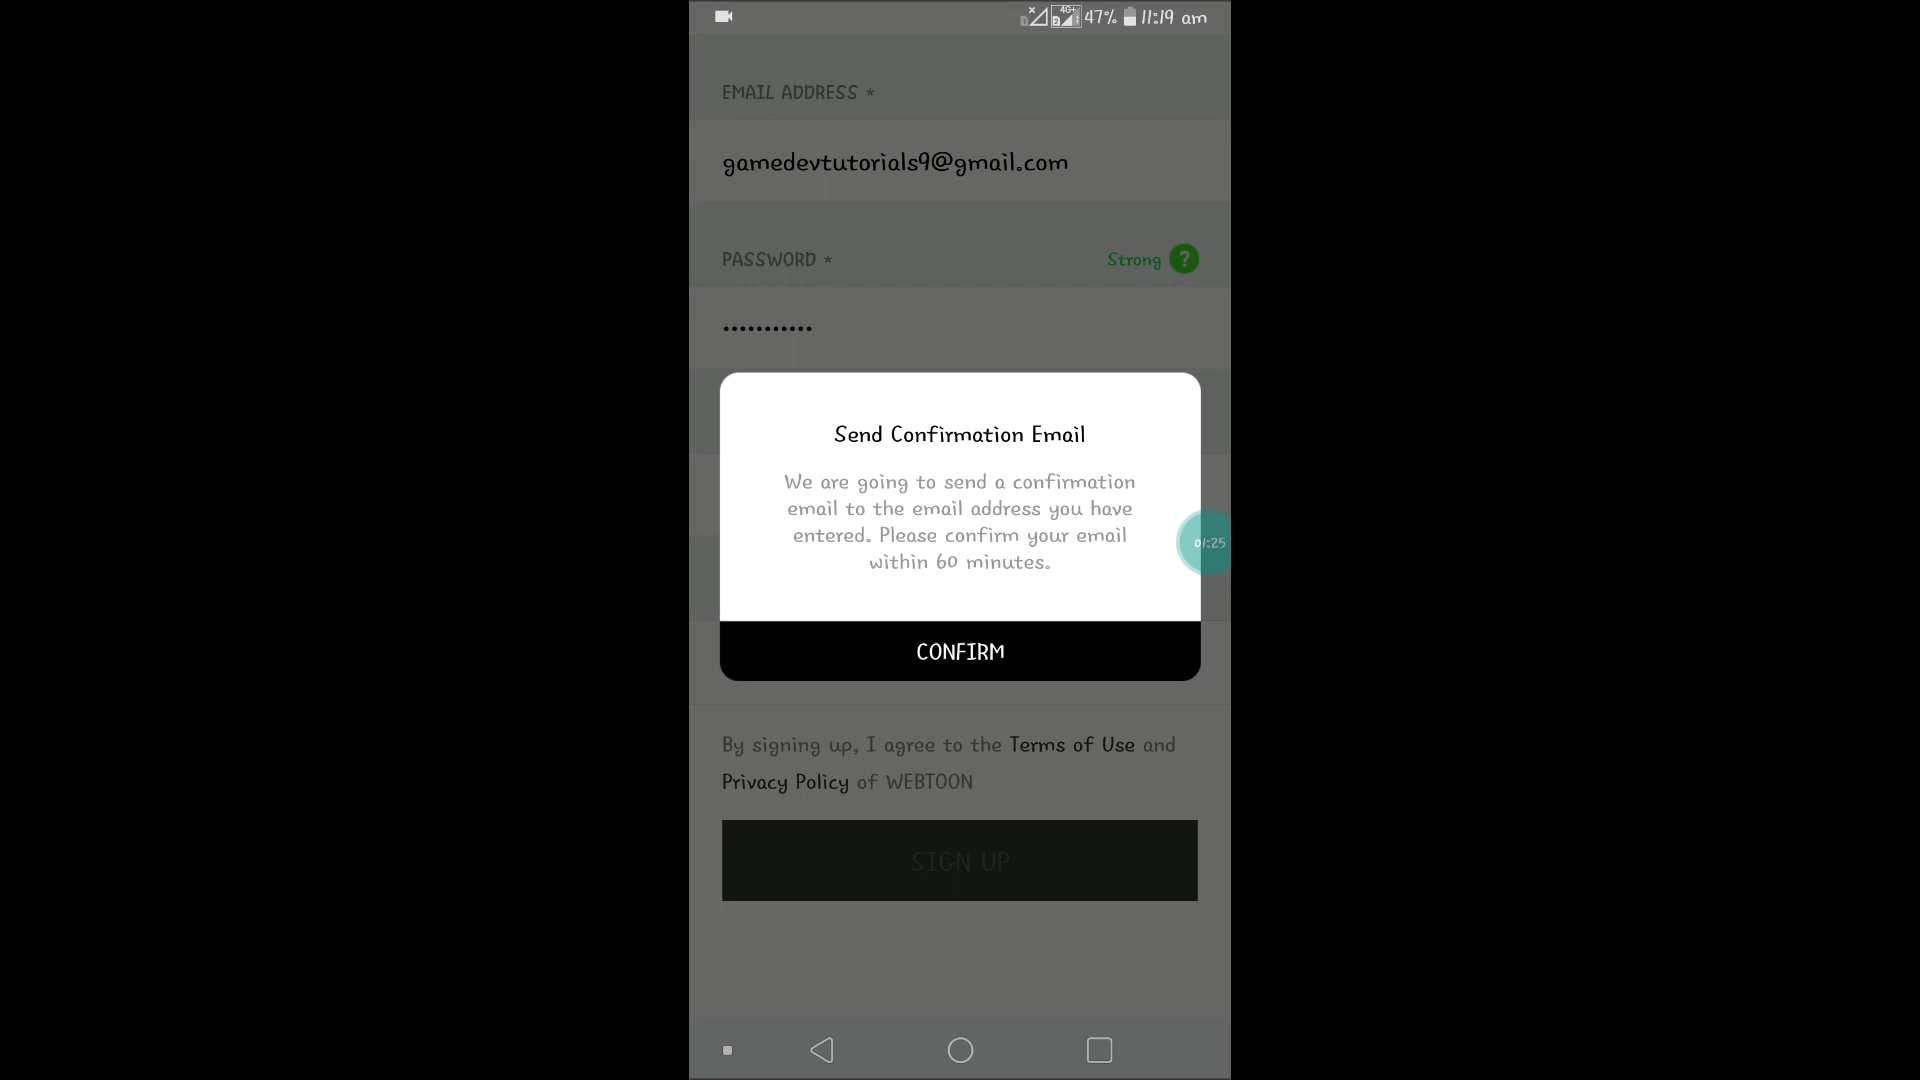 4G+ 47% 11:19 am
EMAIL ADDRESS *
gamedevtutorials9@gmail.com
PASSWORD * Strong ?
•••••••••••
Send Confirmation Email
We are going to send a confirmation
email to the email address you have
entered. Please confirm your email
within 60 minutes.
01:25
CONFIRM
By signing up, I agree to the Terms of Use and
Privacy Policy of WEBTOON
SIGN UP